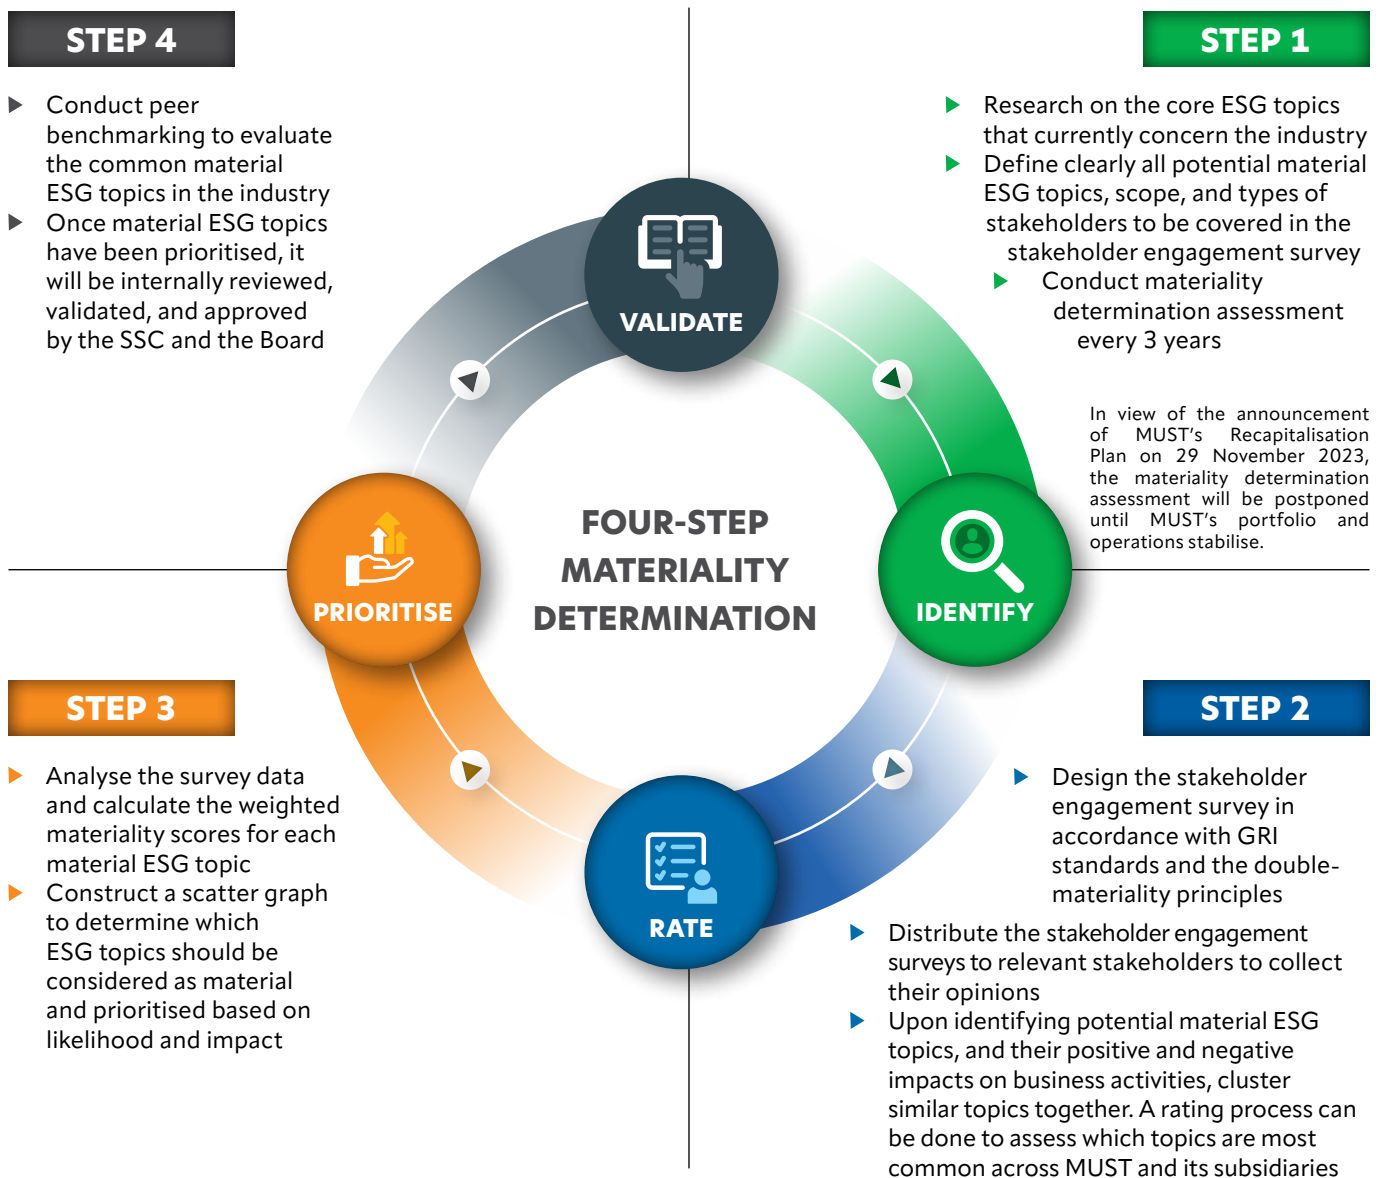 STEP 4
Conduct peer
benchmarking to evaluate
the common material
ESG topics in the industry
Once material ESG topics
have been prioritised, it
will be internally reviewed,
validated, and approved
by the SSC and the Board
STEP 1
Research on the core ESG topics
that currently concern the industry
Define clearly all potential material
ESG topics, scope, and types of
stakeholders to be covered in the
stakeholder engagement survey
Conduct materiality
determination assessment
every 3 years
In view of the announcement
of MUST's Recapitalisation
Plan on 29 November 2023,
the materiality determination
assessment will be postponed
until MUST's portfolio and
operations stabilise.
VALIDATE
FOUR-STEP
MATERIALITY
DETERMINATION
PRIORITISE
IDENTIFY
RATE
STEP 3
Analyse the survey data
and calculate the weighted
materiality scores for each
material ESG topic
Construct a scatter graph
to determine which
ESG topics should be
considered as material
and prioritised based on
likelihood and impact
STEP 2
Design the stakeholder
engagement survey in
accordance with GRI
standards and the double-
materiality principles
Distribute the stakeholder engagement
surveys to relevant stakeholders to collect
their opinions
Upon identifying potential material ESG
topics, and their positive and negative
impacts on business activities, cluster
similar topics together. A rating process can
be done to assess which topics are most
common across MUST and its subsidiaries